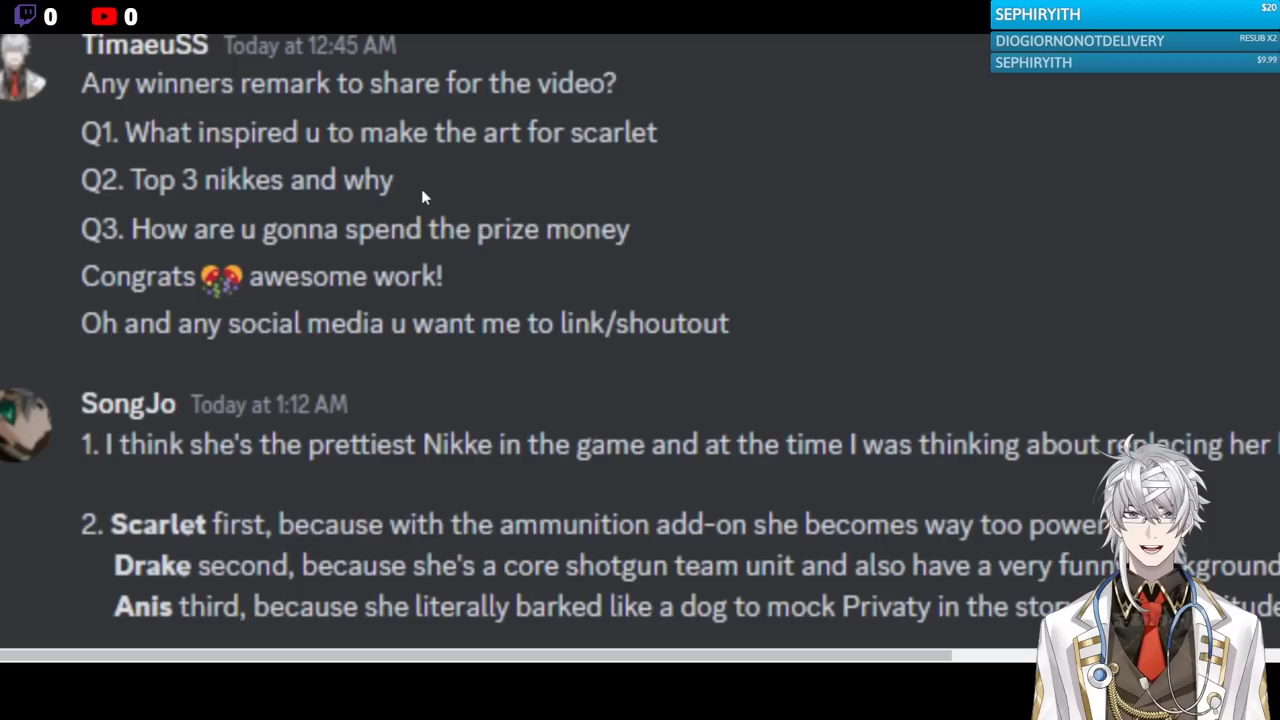 0 0
SEPHIRYITH $20
DIOGIORNONOTDELIVERY RESUB X2
SEPHIRYITH $9.99
TimaeuSS Today at 12:45 AM
Any winners remark to share for the video?
Q1. What inspired u to make the art for scarlet
Q2. Top 3 nikkes and why
Q3. How are u gonna spend the prize money
Congrats awesome work!
Oh and any social media u want me to link/shoutout
SongJo Today at 1:12 AM
1. I think she's the prettiest Nikke in the game and at the time I was thinking about replacing her
2. Scarlet first, because with the ammunition add-on she becomes way too
Drake second, because she's a core shotgun team unit and also have a very
Anis third, because she literally barked like a dog to mock Privaty in the